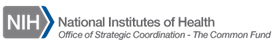 NIH National Institutes of Health
Office of Strategic Coordination - The Common Fund